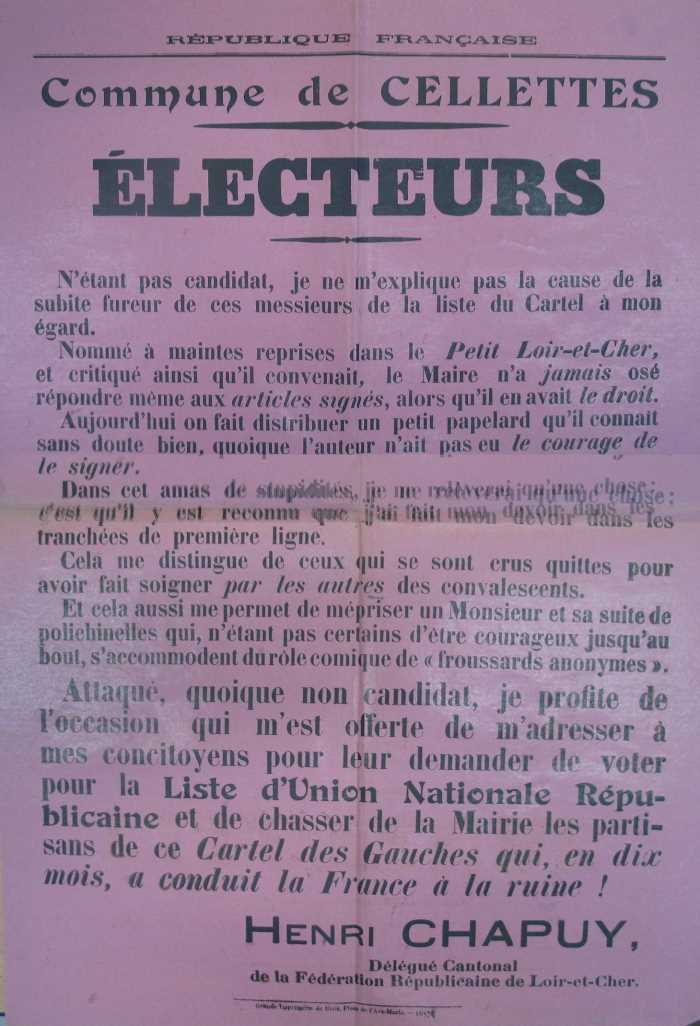 RÉPUBLIQUE FRANÇAISE
Commune de CELLETTES
ÉLECTEURS
N'étant pas candidat, je ne m'explique pas la cause de la
subite fureur de ces messieurs de la liste du Cartel à mon
égard.
Nommé à maintes reprises dans le Petit Loir-et-Cher,
et critiqué ainsi qu'il convenait, le Maire n'a jamais osé
répondre même aux articles signés, alors qu'il en avait le droit.
Aujourd'hui on fait distribuer un petit papelard qu'il connait
sans doute bien, quoique l'auteur n'ait pas eu le courage de
le signer.
Dans cet amas de stupidités, je ne relèverai qu'une chose :
c'est qu'il y est reconnu que j'ai fait mon devoir dans les
tranchées de première ligne.
Cela me distingue de ceux qui se sont crus quittes pour
avoir fait soigner par les autres des convalescents.
Et cela aussi me permet de mépriser un Monsieur et sa suite de
polichinelles qui, n'étant pas certains d'être courageux jusqu'au
bout, s'accommodent du rôle comique de « froussards anonymes ».
Attaqué, quoique non candidat, je profite de
l'occasion qui m'est offerte de m'adresser à
mes concitoyens pour leur demander de voter
pour la Liste d'Union Nationale Répu-
blicaine et de chasser de la Mairie les parti-
sans de ce Cartel des Gauches qui, en dix
mois, a conduit la France à la ruine !
HENRI CHAPUY,
Délégué Cantonal
de la Fédération Républicaine de Loir-et-Cher.
Grande Imprimerie de Blois, Place de l'Ave-Maria. —